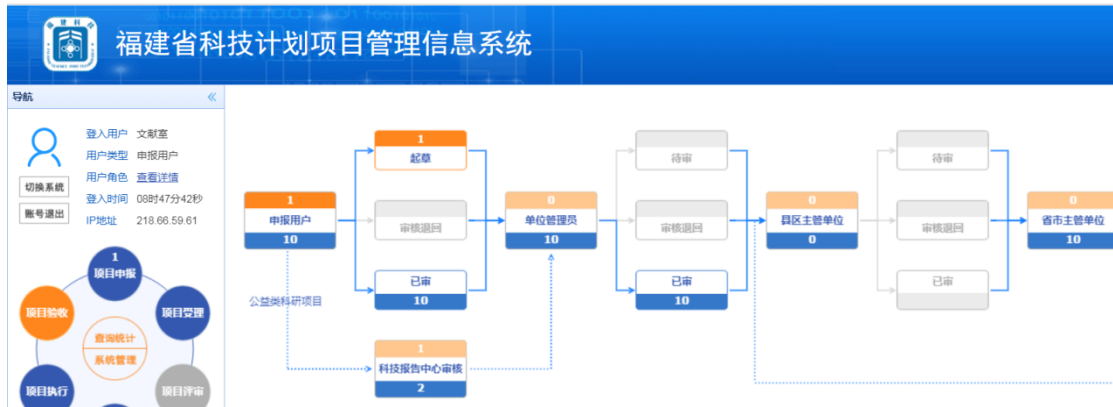 福建省科技计划项目管理信息系统
导航
登入用户 文献室
用户类型 申报用户
用户角色 查看详情
登入时间 08时47分42秒
IP地址 218.66.59.61
切换系统
账号退出
1
项目申报
项目验收
项目受理
查询统计
系统管理
项目执行
项目评审
1
申报用户
10
1
起草
审核退回
已审
10
公益类科研项目
1
科技报告中心审核
2
0
单位管理员
10
待审
审核退回
已审
10
0
县区主管单位
0
待审
审核退回
已审
0
省市主管单位
10